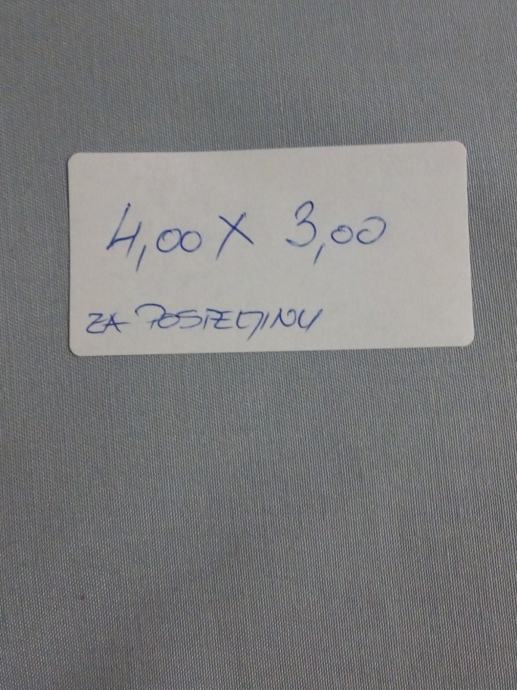 4,00 X 3,00
ZA POSTELJINU